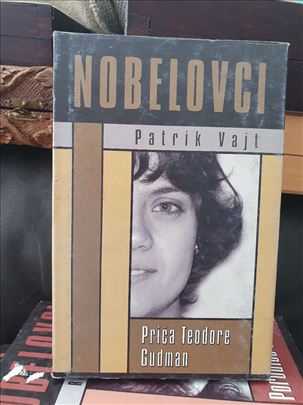 NOBELOVCI
Patrik Vajt
Priča Teodore
Gudman